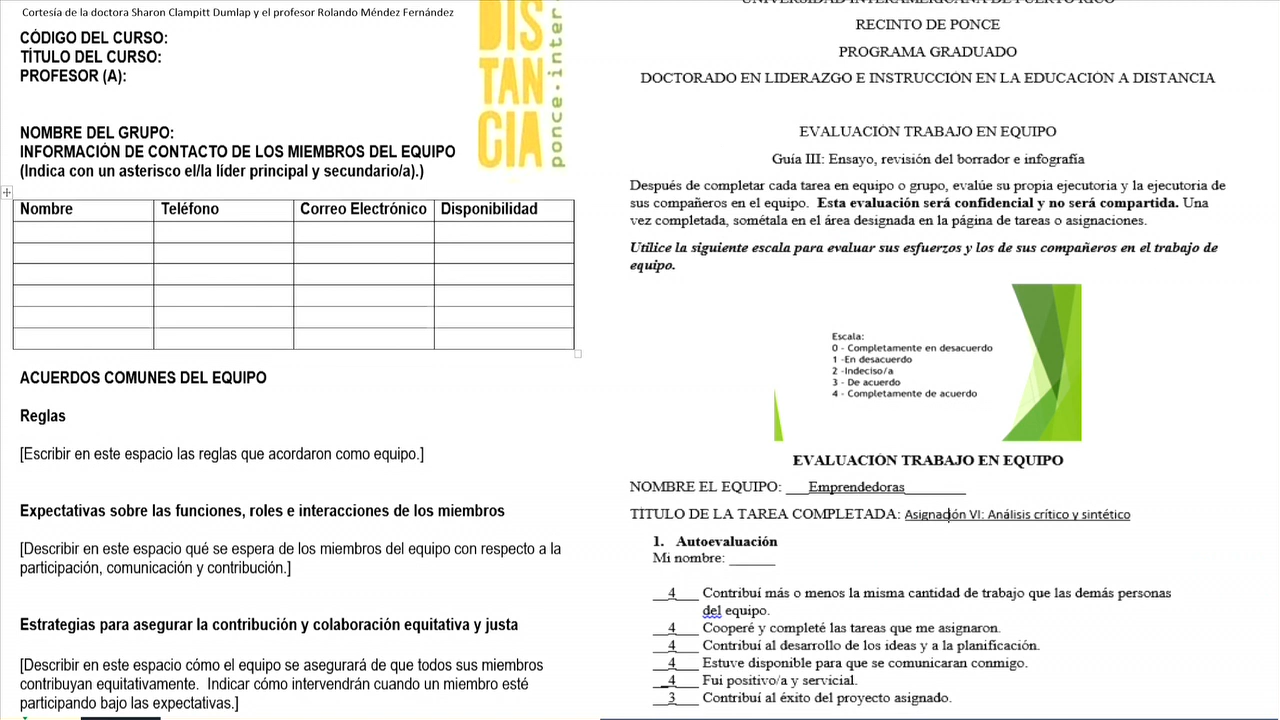 Cortesía de la doctora Sharon Clampitt Dumlap y el profesor Rolando Méndez Fernández
CÓDIGO DEL CURSO:
TÍTULO DEL CURSO:
PROFESOR (A):
DIS
TAN
CIA
ponce.inter
NOMBRE DEL GRUPO:
INFORMACIÓN DE CONTACTO DE LOS MIEMBROS DEL EQUIPO
(Indica con un asterisco el/la líder principal y secundario/a).)
Nombre Teléfono Correo Electrónico Disponibilidad
ACUERDOS COMUNES DEL EQUIPO
Reglas
[Escribir en este espacio las reglas que acordaron como equipo.]
Expectativas sobre las funciones, roles e interacciones de los miembros
[Describir en este espacio qué se espera de los miembros del equipo con respecto a la
participación, comunicación y contribución.]
Estrategias para asegurar la contribución y colaboración equitativa y justa
[Describir en este espacio cómo el equipo se asegurará de que todos sus miembros
contribuyan equitativamente. Indicar cómo intervendrán cuando un miembro esté
participando bajo las expectativas.]
UNIVERSIDAD INTERAMERICANA DE PUERTO RICO
RECINTO DE PONCE
PROGRAMA GRADUADO
DOCTORADO EN LIDERAZGO E INSTRUCCIÓN EN LA EDUCACIÓN A DISTANCIA
EVALUACIÓN TRABAJO EN EQUIPO
Guía III: Ensayo, revisión del borrador e infografía
Después de completar cada tarea en equipo o grupo, evalúe su propia ejecutoria y la ejecutoria de
sus compañeros en el equipo. Esta evaluación será confidencial y no será compartida. Una
vez completada, sométala en el área designada en la página de tareas o asignaciones.
Utilice la siguiente escala para evaluar sus esfuerzos y los de sus compañeros en el trabajo de
equipo.
Escala:
0 - Completamente en desacuerdo
1 -En desacuerdo
2 -Indeciso/a
3 - De acuerdo
4 - Completamente de acuerdo
EVALUACIÓN TRABAJO EN EQUIPO
NOMBRE EL EQUIPO: ___Emprendedoras________
TÍTULO DE LA TAREA COMPLETADA: Asignación VI: Análisis crítico y sintético
1. Autoevaluación
Mi nombre: ______
__4___ Contribuí más o menos la misma cantidad de trabajo que las demás personas
del equipo.
__4___ Cooperé y completé las tareas que me asignaron.
__4___ Contribuí al desarrollo de los ideas y a la planificación.
__4___ Estuve disponible para que se comunicaran conmigo.
__4___ Fui positivo/a y servicial.
__3___ Contribuí al éxito del proyecto asignado.